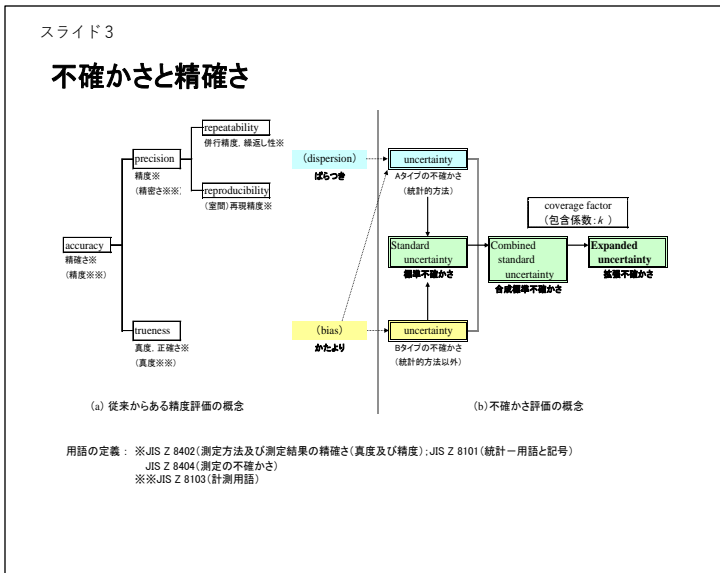 スライド3
不確かさと精確さ
repeatability
併行精度, 繰返し性※
precision
精度※
(精密さ※※)
reproducibility
(室間)再現精度※
accuracy
精確さ※
(精度※※)
trueness
真度, 正確さ※
(真度※※)
(dispersion)
ばらつき
(bias)
かたより
uncertainty
Aタイプの不確かさ
(統計的方法)
Standard
uncertainty
標準不確かさ
uncertainty
Bタイプの不確かさ
(統計的方法以外)
Combined
standard
uncertainty
合成標準不確かさ
coverage factor
(包含係数:k )
Expanded
uncertainty
拡張不確かさ
(a) 従来からある精度評価の概念
(b)不確かさ評価の概念
用語の定義 : ※JIS Z 8402(測定方法及び測定結果の精確さ(真度及び精度);JIS Z 8101(統計-用語と記号)
JIS Z 8404(測定の不確かさ)
※※JIS Z 8103(計測用語)